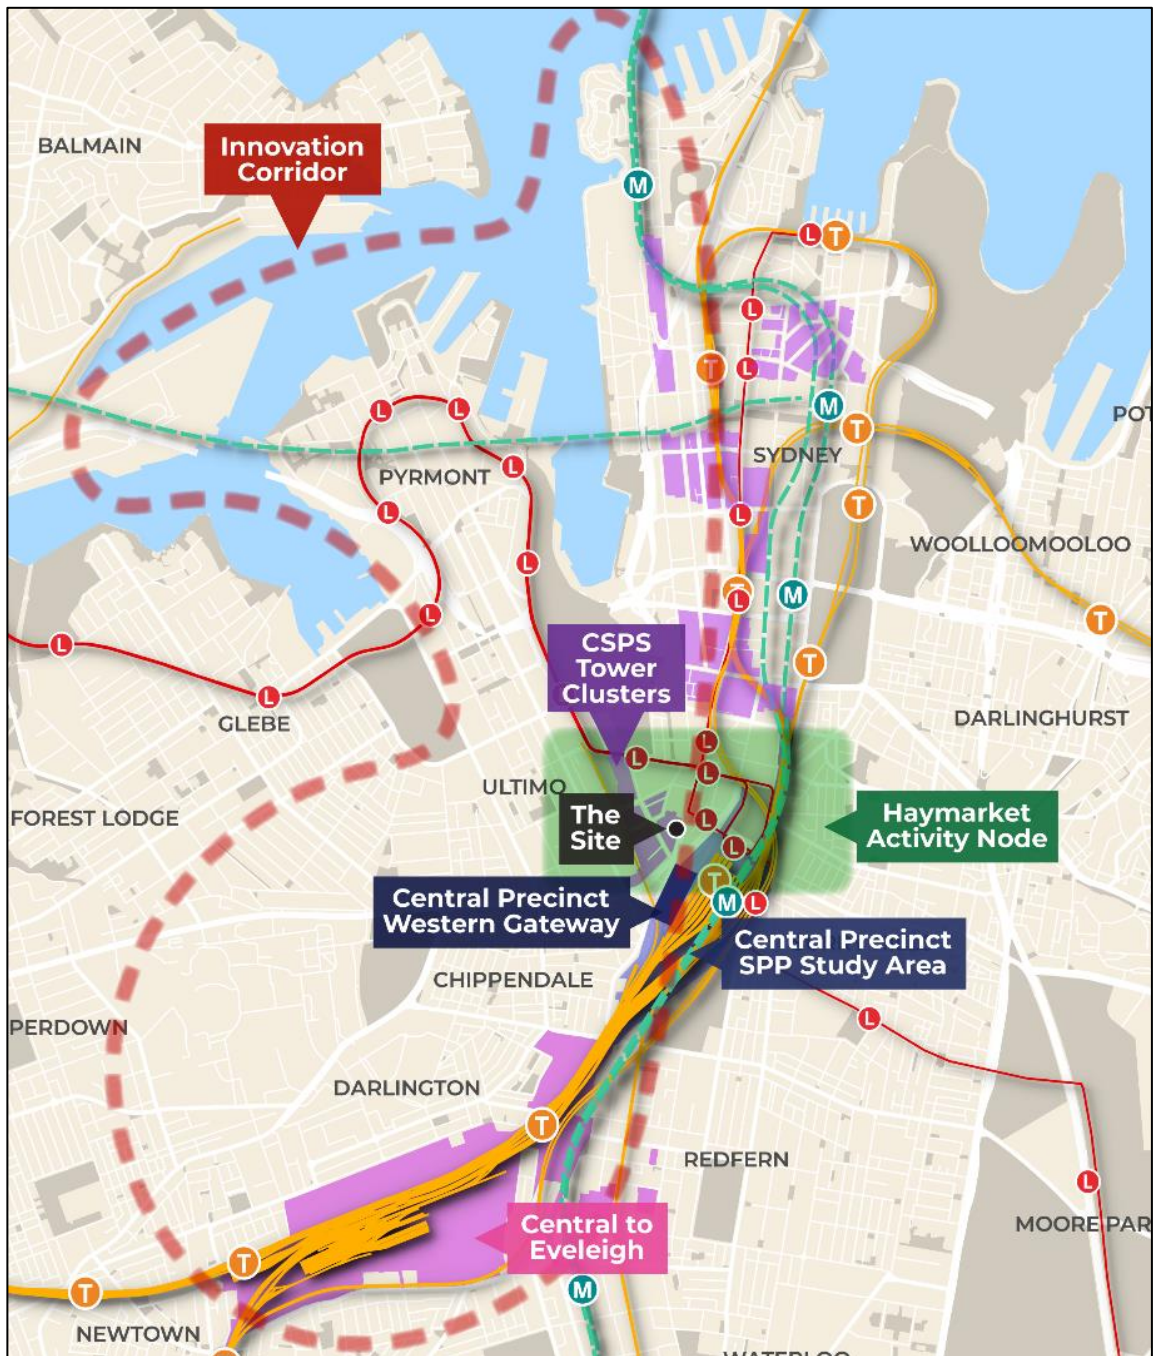 BALMAIN
Innovation
Corridor
M
L
T
L
T
L
L
L
M
T
POT
PYRMONT
SYDNEY
L
L
L
T
WOOLLOOMOOLOO
L
M
L
L
T
L
CSPS
Tower
Clusters
T
L
GLEBE
DARLINGHURST
L
L
L
ULTIMO
The
Site
L
Haymarket
Activity Node
FOREST LODGE
L
T
Central Precinct
Western Gateway
M
L
Central Precinct
SPP Study Area
CHIPPENDALE
L
PERDOWN
DARLINGTON
T
REDFERN
L
Central to
Eveleigh
MOORE PAR
T
T
M
NEWTOWN